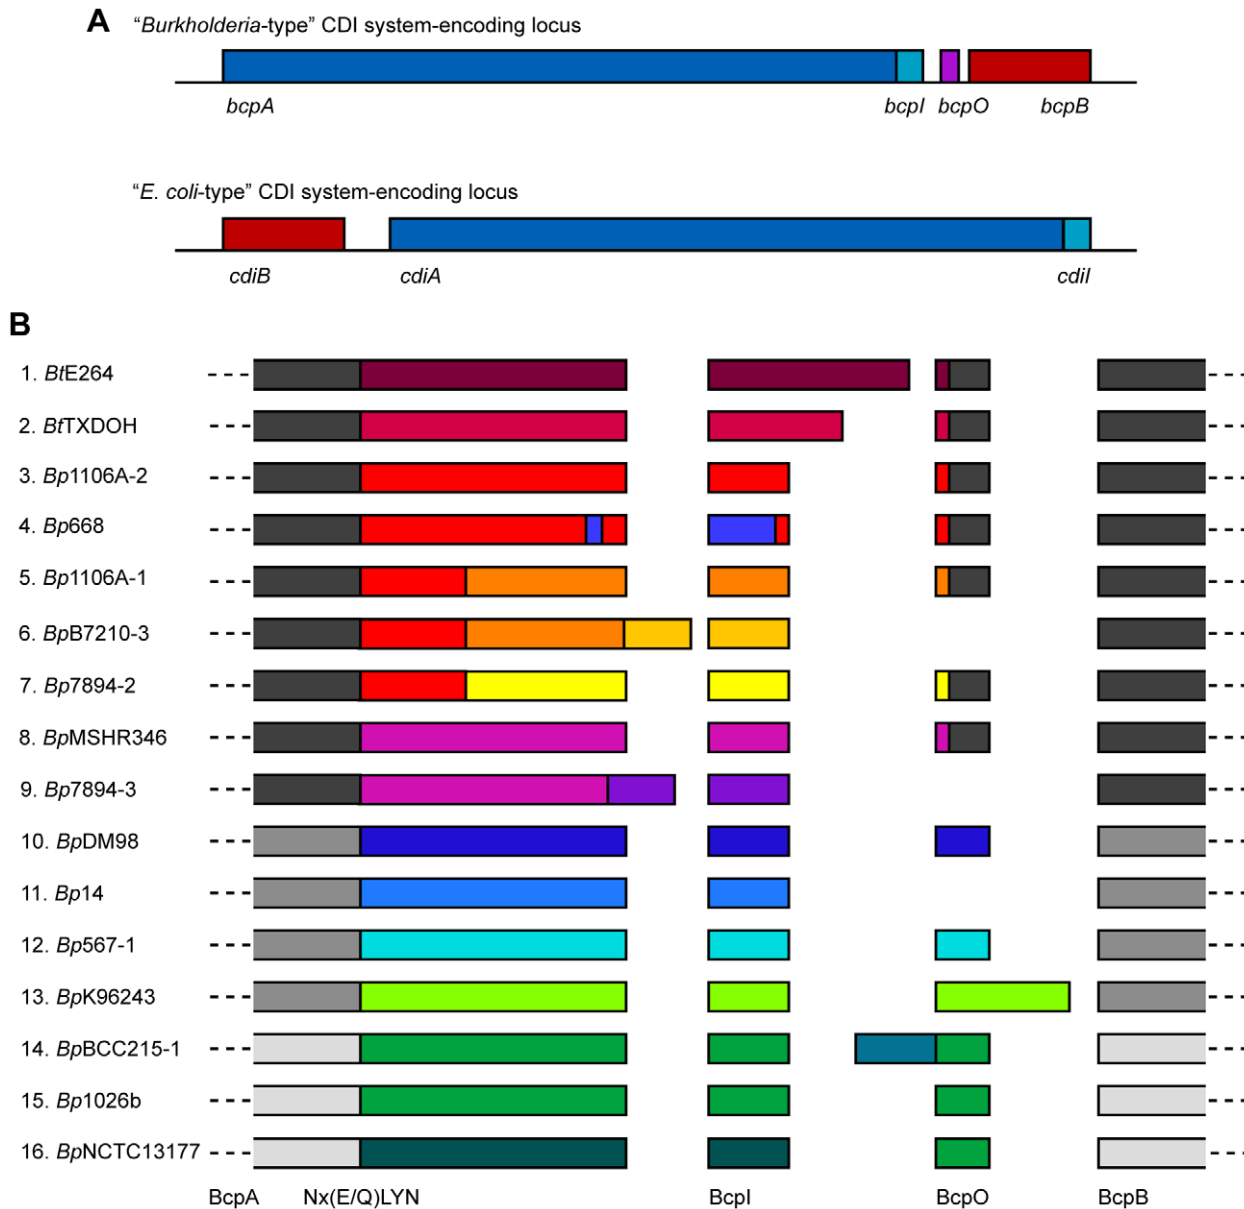 A "Burkholderia-type" CDI system-encoding locus
bcpA bcpI bcpO bcpB
"E. coli-type" CDI system-encoding locus
cdiB cdiA cdiI
B
1. BtE264
2. BtTXDOH
3. Bp1106A-2
4. Bp668
5. Bp1106A-1
6. BpB7210-3
7. Bp7894-2
8. BpMSHR346
9. Bp7894-3
10. BpDM98
11. Bp14
12. Bp567-1
13. BpK96243
14. BpBCC215-1
15. Bp1026b
16. BpNCTC13177
BcpA Nx(E/Q)LYN BcpI BcpO BcpB